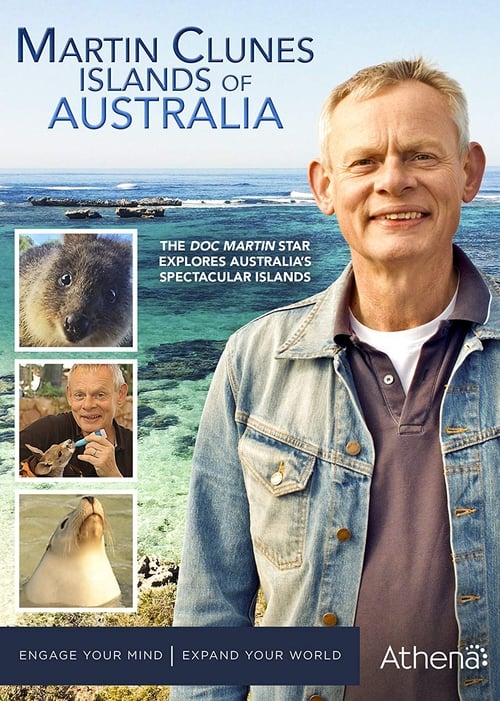 MARTIN CLUNES
ISLANDS OF
AUSTRALIA
THE DOC MARTIN STAR
EXPLORES AUSTRALIA'S
SPECTACULAR ISLANDS
ENGAGE YOUR MIND | EXPAND YOUR WORLD
Athena